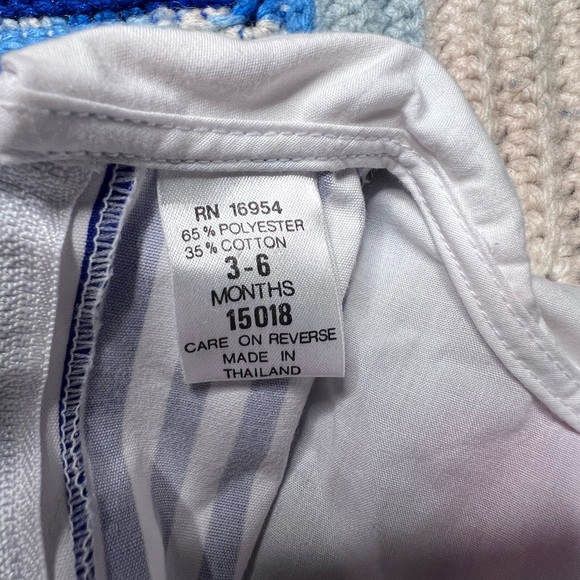 RN 16954
65% POLYESTER
35% COTTON
3-6
MONTHS
15018
CARE ON REVERSE
MADE IN
THAILAND